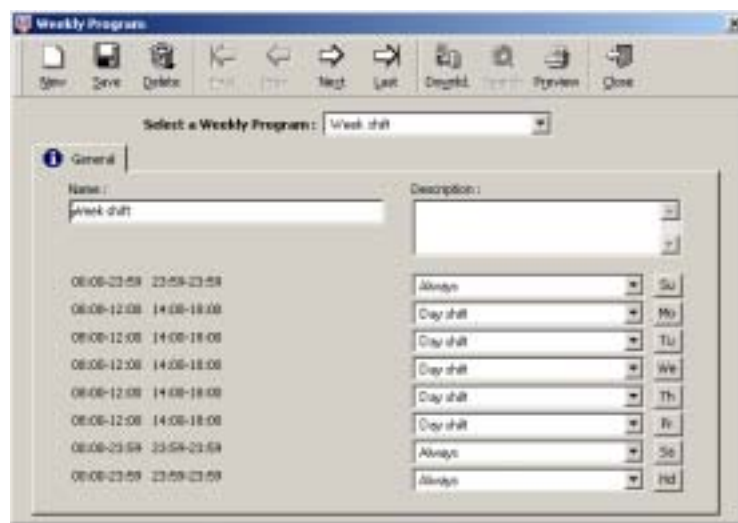 Weekly Program
New Save Delete Next Last Preview Close
Select a Weekly Program : Week shift
General
Name : Description :
Week shift
00:00-23:59 23:59-23:59 Always Su
08:00-12:00 14:00-18:00 Day shift Mo
08:00-12:00 14:00-18:00 Day shift Tu
08:00-12:00 14:00-18:00 Day shift We
08:00-12:00 14:00-18:00 Day shift Th
08:00-12:00 14:00-18:00 Day shift Fr
00:00-23:59 23:59-23:59 Always Sa
00:00-23:59 23:59-23:59 Always Hd